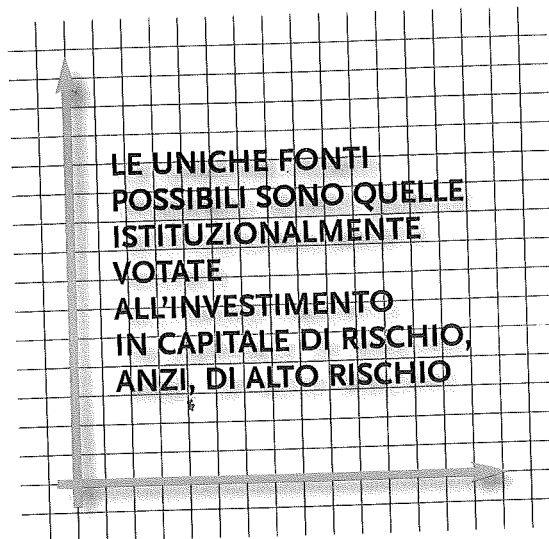 LE UNICHE FONTI
POSSIBILI SONO QUELLE
ISTITUZIONALMENTE
VOTATE
ALL'INVESTIMENTO
IN CAPITALE DI RISCHIO,
ANZI, DI ALTO RISCHIO